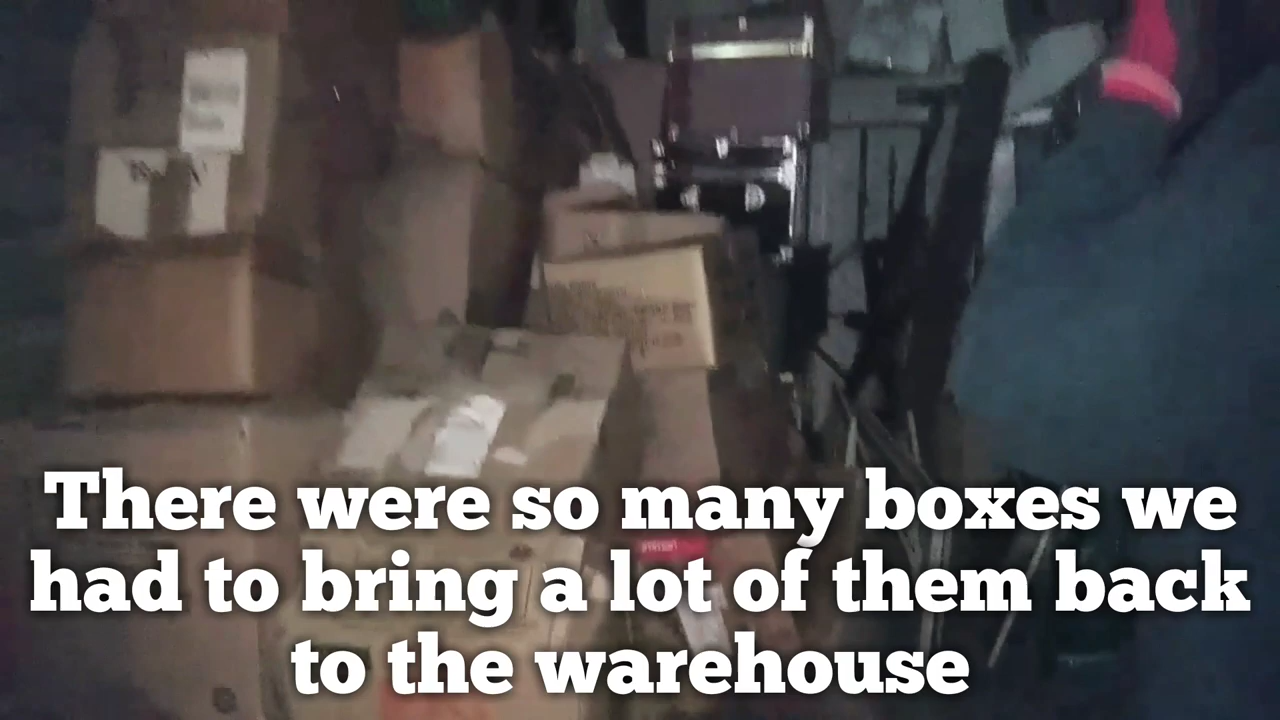 There were so many boxes we
had to bring a lot of them back
to the warehouse